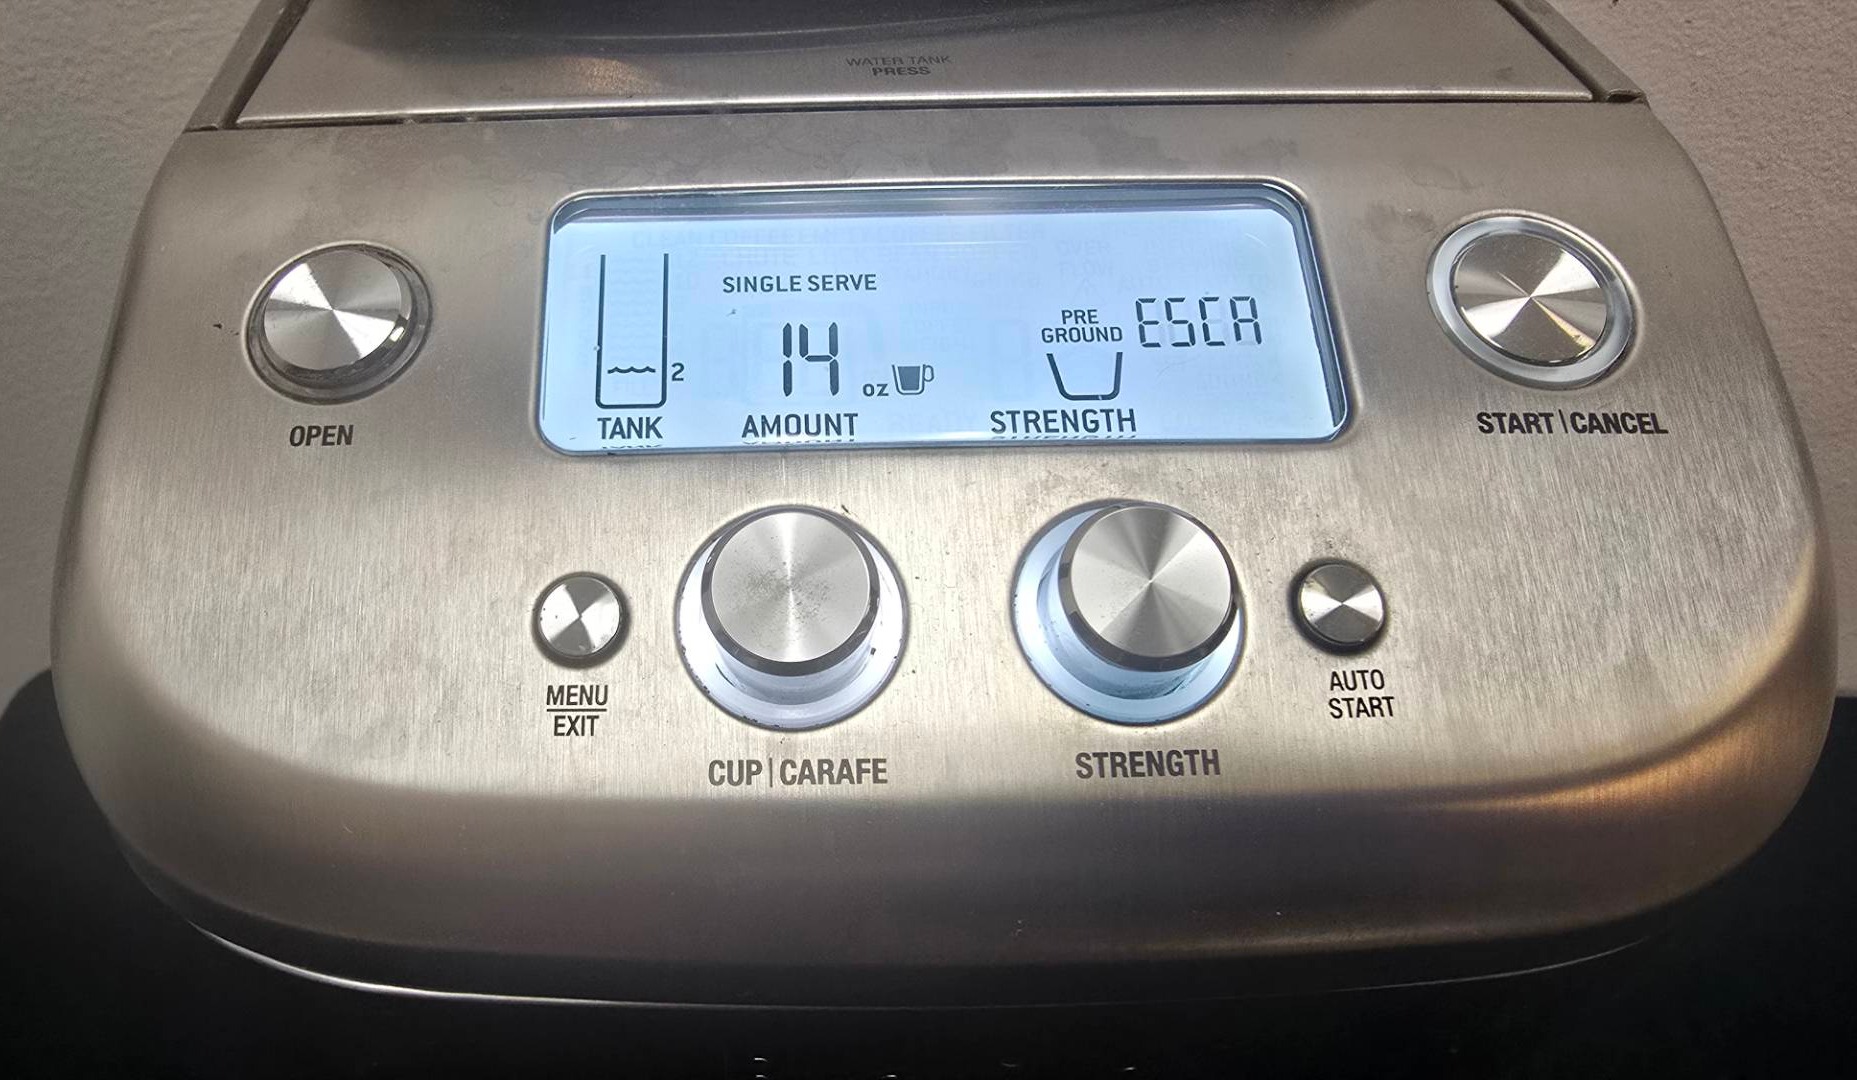 WATER TANK
PRESS
SINGLE SERVE
14 oz
2
PRE
GROUND
ESCA
TANK
AMOUNT
STRENGTH
OPEN
START | CANCEL
MENU
EXIT
CUP | CARAFE
STRENGTH
AUTO
START